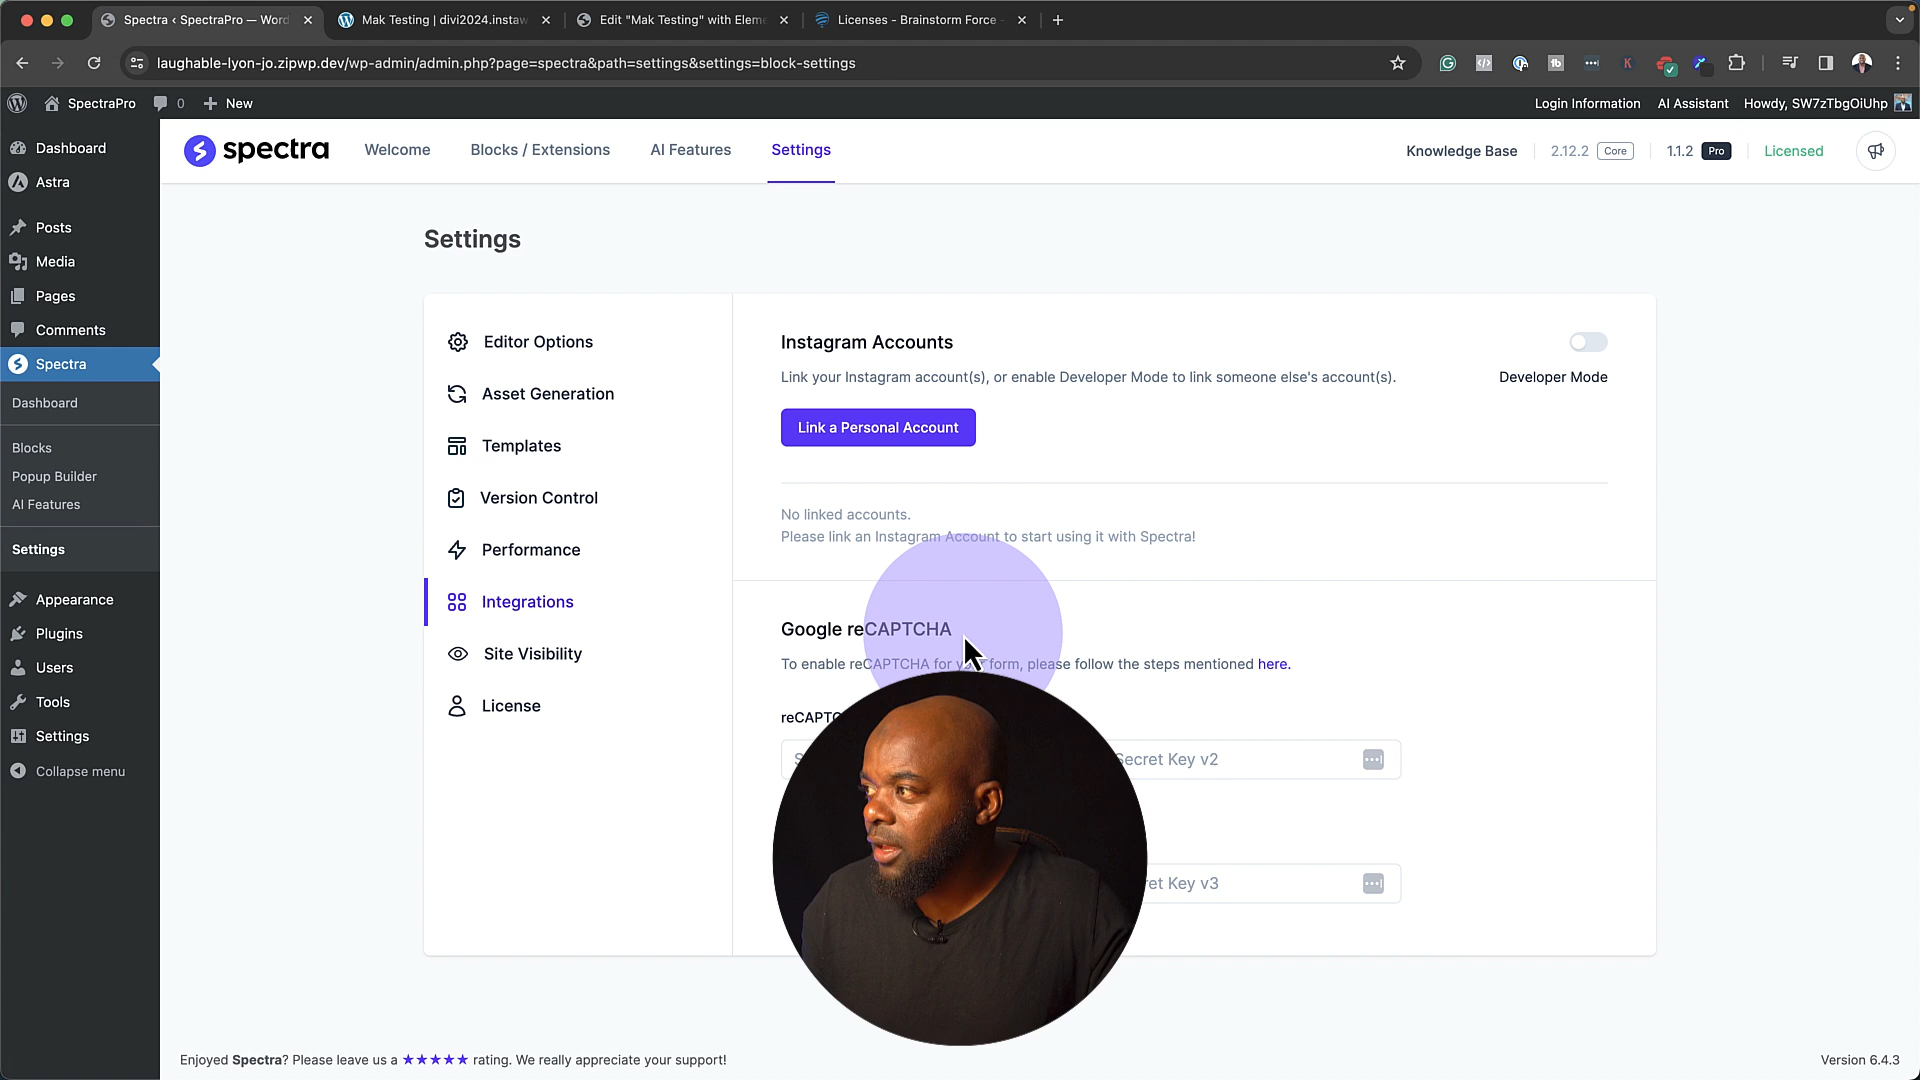 Spectra ‹ SpectraPro — Word
Mak Testing | divi2024.instaw
Edit "Mak Testing" with Eleme
Licenses - Brainstorm Force -
laughable-lyon-jo.zipwp.dev/wp-admin/admin.php?page=spectra&path=settings&settings=block-settings
SpectraPro
0
New
Login Information
AI Assistant
Howdy, SW7zTbgOiUhp
Dashboard
Astra
Posts
Media
Pages
Comments
Spectra
Dashboard
Blocks
Popup Builder
AI Features
Settings
Appearance
Plugins
Users
Tools
Settings
Collapse menu
spectra
Welcome
Blocks / Extensions
AI Features
Settings
Knowledge Base
2.12.2 Core
1.1.2 Pro
Licensed
Settings
Editor Options
Asset Generation
Templates
Version Control
Performance
Integrations
Site Visibility
License
Instagram Accounts
Link your Instagram account(s), or enable Developer Mode to link someone else's account(s).
Developer Mode
Link a Personal Account
No linked accounts.
Please link an Instagram Account to start using it with Spectra!
Google reCAPTCHA
To enable reCAPTCHA for your form, please follow the steps mentioned here.
reCAPTC
Secret Key v2
et Key v3
Enjoyed Spectra? Please leave us a ★★★★★ rating. We really appreciate your support!
Version 6.4.3